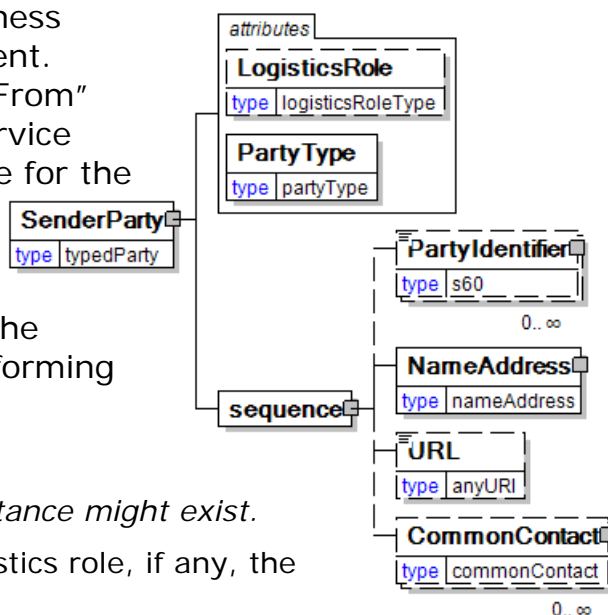 ness
ent.
From”
rvice
e for the
he
forming
tance might exist.
stics role, if any, the
attributes
LogisticsRole
type logisticsRoleType
PartyType
type partyType
SenderParty
type typedParty
sequence
PartyIdentifier
type s60
0.. ∞
NameAddress
type nameAddress
URL
type anyURI
CommonContact
type commonContact
0.. ∞